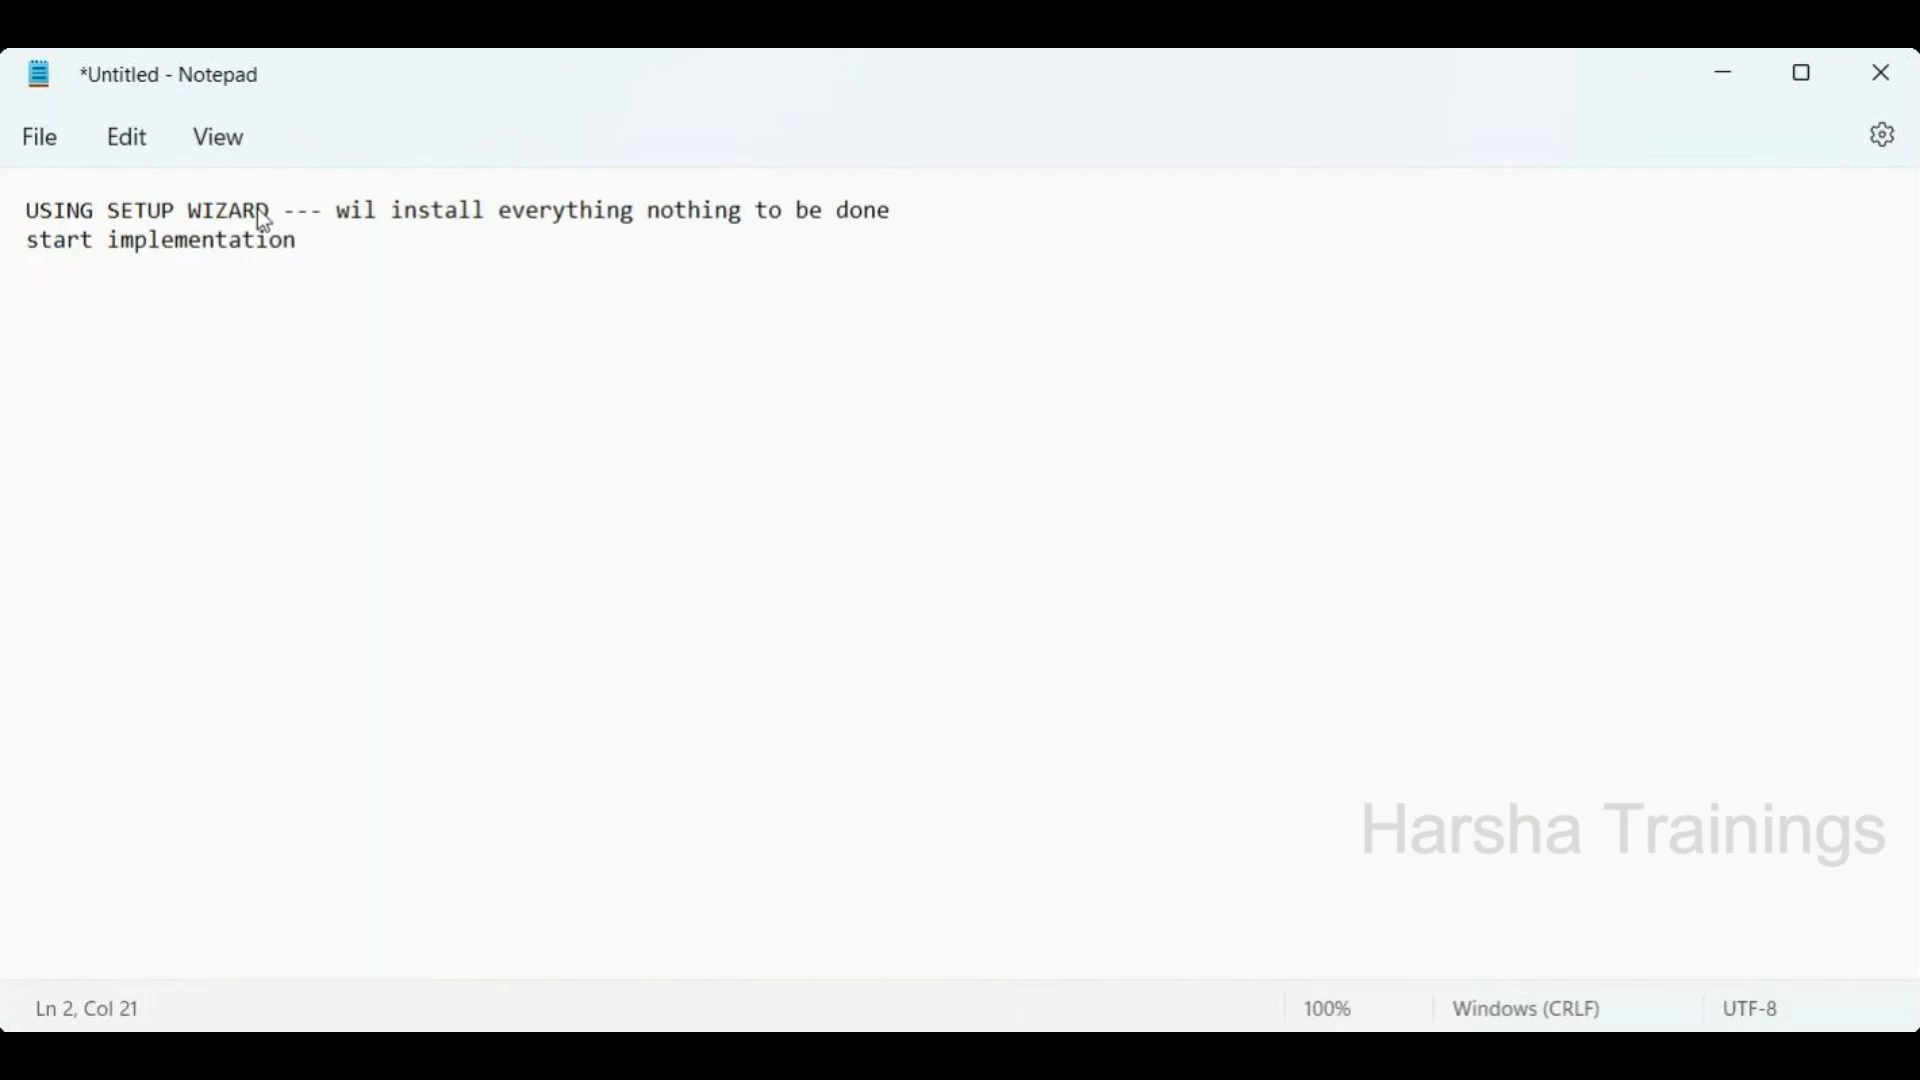 *Untitled - Notepad
File Edit View
USING SETUP WIZARD --- wil install everything nothing to be done
start implementation
Harsha Trainings
Ln 2, Col 21 100% Windows (CRLF) UTF-8